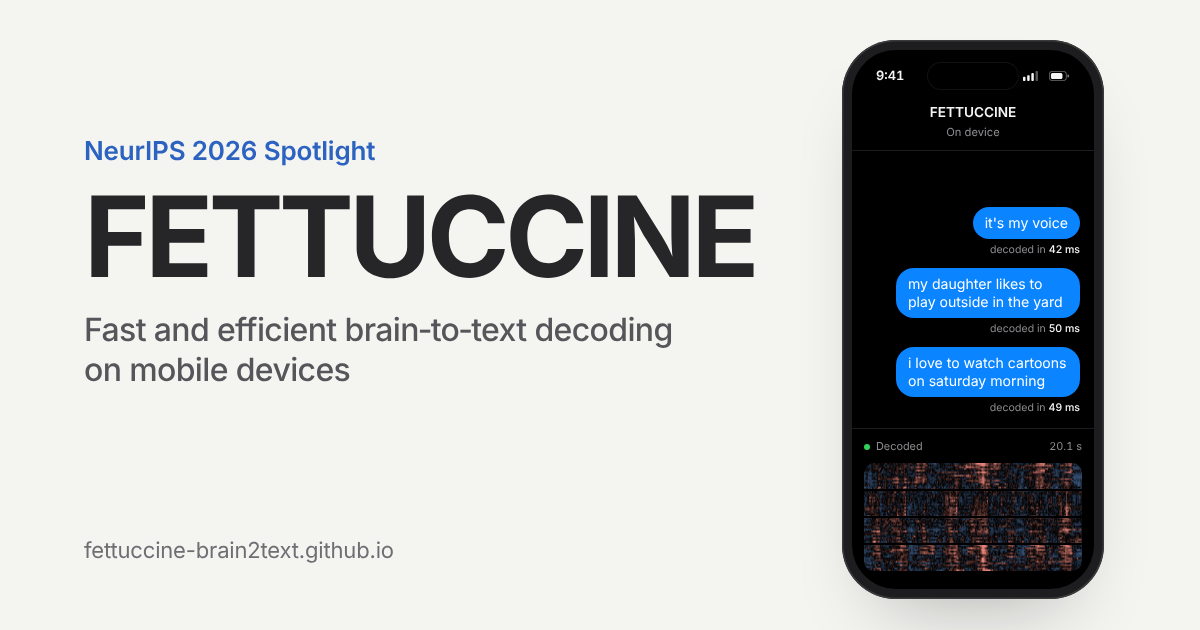 NeurIPS 2026 Spotlight
FETTUCCINE
Fast and efficient brain-to-text decoding
on mobile devices
fettuccine-brain2text.github.io
9:41
FETTUCCINE
On device
it's my voice
decoded in 42 ms
my daughter likes to
play outside in the yard
decoded in 50 ms
i love to watch cartoons
on saturday morning
decoded in 49 ms
Decoded 20.1 s